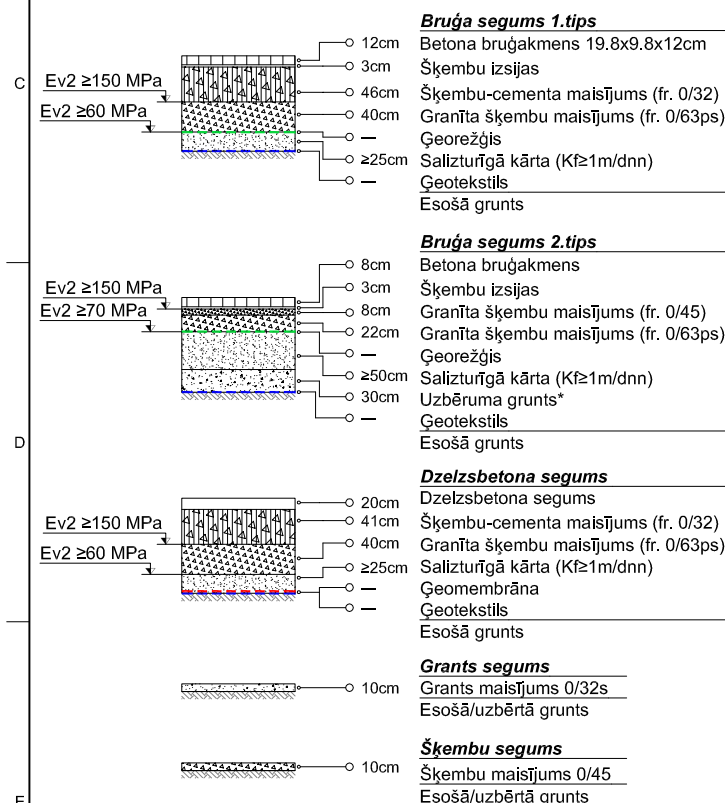 Bruģa segums 1.tips
12cm Betona bruģakmens 19.8x9.8x12cm
3cm Šķembu izsijas
C
Ev2 ≥150 MPa
46cm Šķembu-cementa maisījums (fr. 0/32)
Ev2 ≥60 MPa
40cm Granīta šķembu maisījums (fr. 0/63ps)
— Ģeorežģis
≥25cm Salizturīgā kārta (Kf≥1m/dnn)
— Ģeotekstils
Esošā grunts
Bruģa segums 2.tips
8cm Betona bruģakmens
Ev2 ≥150 MPa
3cm Šķembu izsijas
Ev2 ≥70 MPa
8cm Granīta šķembu maisījums (fr. 0/45)
22cm Granīta šķembu maisījums (fr. 0/63ps)
— Ģeorežģis
≥50cm Salizturīgā kārta (Kf≥1m/dnn)
30cm Uzbēruma grunts*
— Ģeotekstils
D
Esošā grunts
Dzelzsbetona segums
20cm Dzelzsbetona segums
Ev2 ≥150 MPa
41cm Šķembu-cementa maisījums (fr. 0/32)
Ev2 ≥60 MPa
40cm Granīta šķembu maisījums (fr. 0/63ps)
≥25cm Salizturīgā kārta (Kf≥1m/dnn)
— Ģeomembrāna
— Ģeotekstils
Esošā grunts
Grants segums
10cm Grants maisījums 0/32s
Esošā/uzbērtā grunts
Šķembu segums
10cm Šķembu maisījums 0/45
E
Esošā/uzbērtā grunts